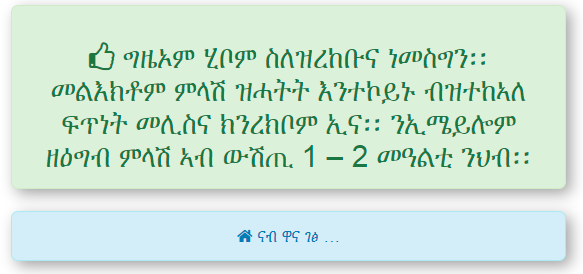 ግዜኦም ሂቦም ስለዝረከቡና ነመስግን፡፡
መልእክቶም ምላሽ ዝሓትት እንተኮይኑ ብዝተከኣለ
ፍጥነት መሊስና ክንረክቦም ኢና፡፡ ንኢሜይሎም
ዘዕግብ ምላሽ ኣብ ውሽጢ 1 – 2 መዓልቲ ንህብ፡፡
ናብ ዋና ገፅ ...